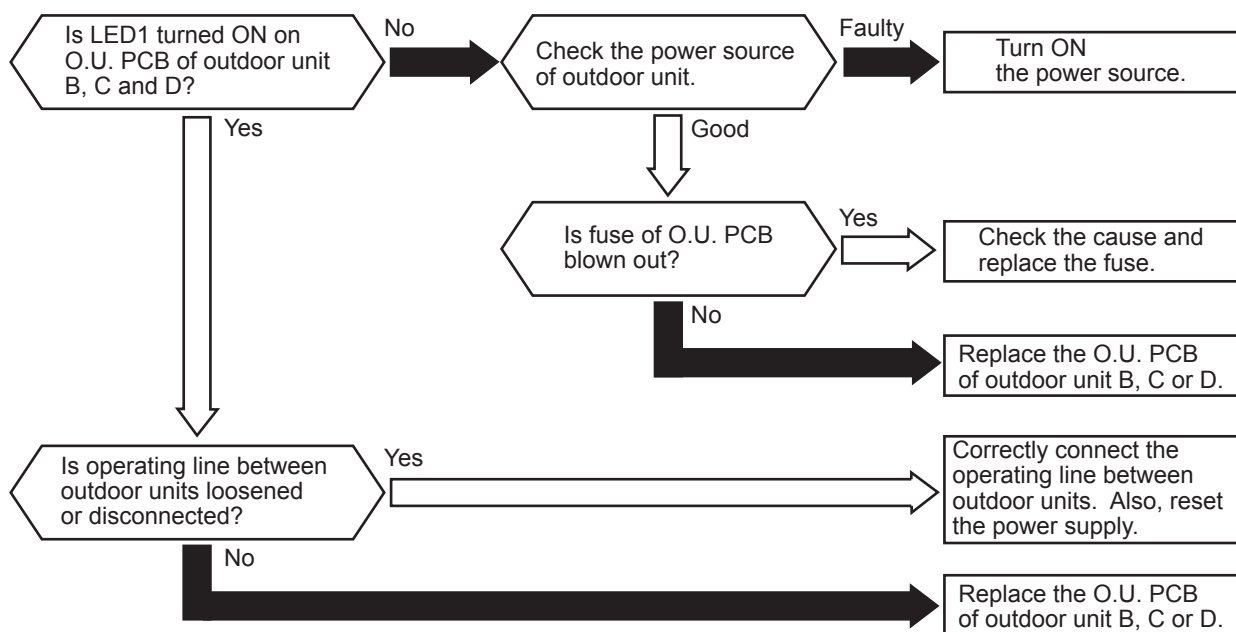 Is LED1 turned ON on
O.U. PCB of outdoor unit
B, C and D?
No
Check the power source
of outdoor unit.
Faulty
Turn ON
the power source.
Yes
Good
Is fuse of O.U. PCB
blown out?
Yes
Check the cause and
replace the fuse.
No
Replace the O.U. PCB
of outdoor unit B, C or D.
Is operating line between
outdoor units loosened
or disconnected?
Yes
Correctly connect the
operating line between
outdoor units.  Also, reset
the power supply.
No
Replace the O.U. PCB
of outdoor unit B, C or D.